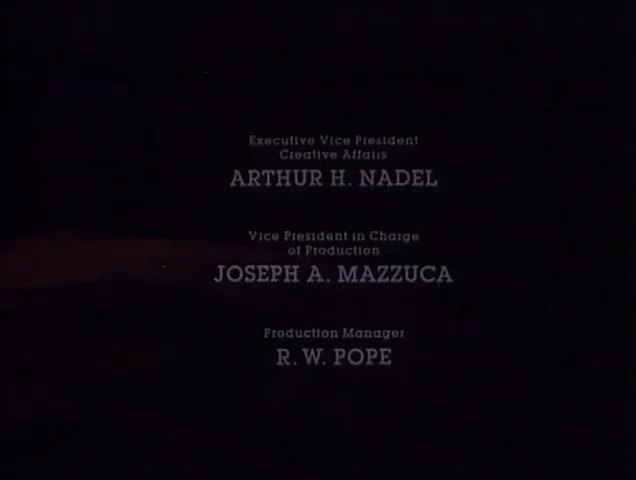 Executive Vice President
Creative Affairs
ARTHUR H. NADEL
Vice President in Charge
of Production
JOSEPH A. MAZZUCA
Production Manager
R. W. POPE